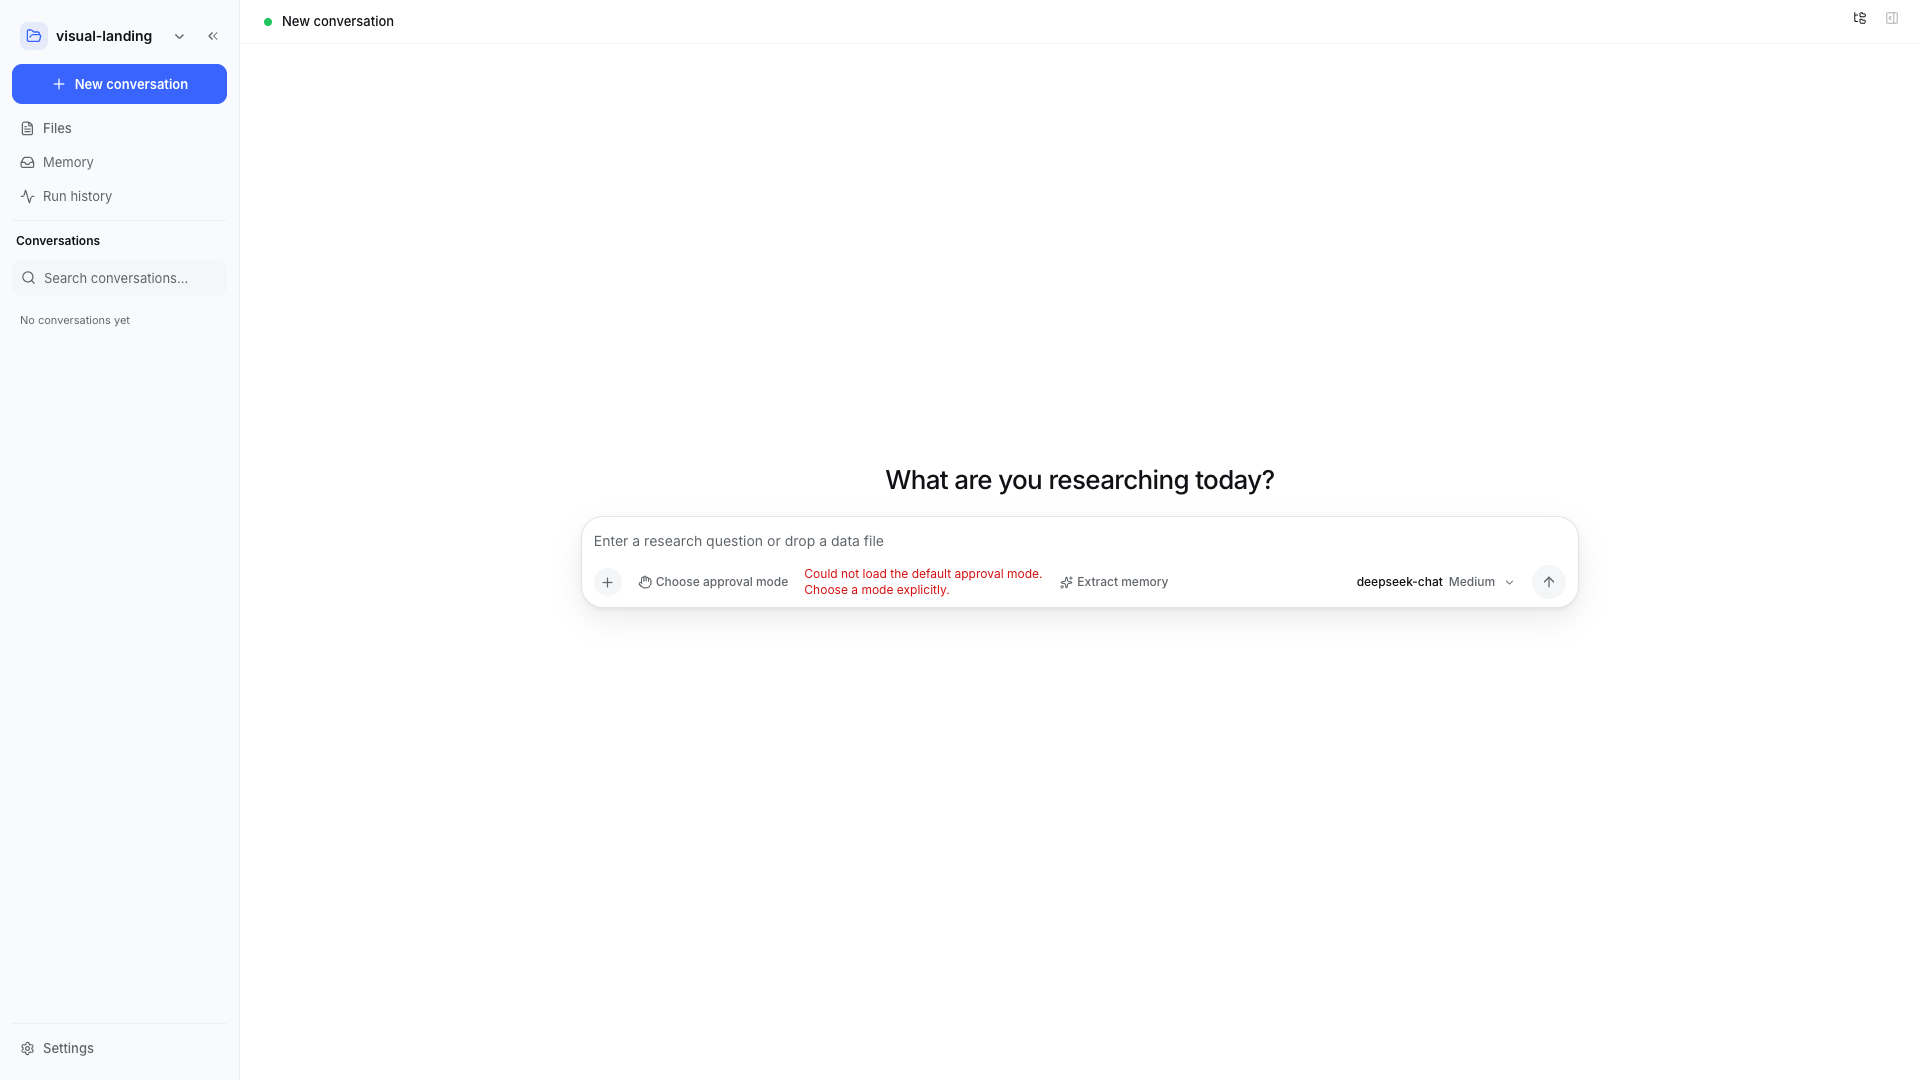 visual-landing
New conversation
Files
Memory
Run history
Conversations
Search conversations...
No conversations yet
Settings
New conversation
What are you researching today?
Enter a research question or drop a data file
Choose approval mode
Could not load the default approval mode.
Choose a mode explicitly.
Extract memory
deepseek-chat Medium